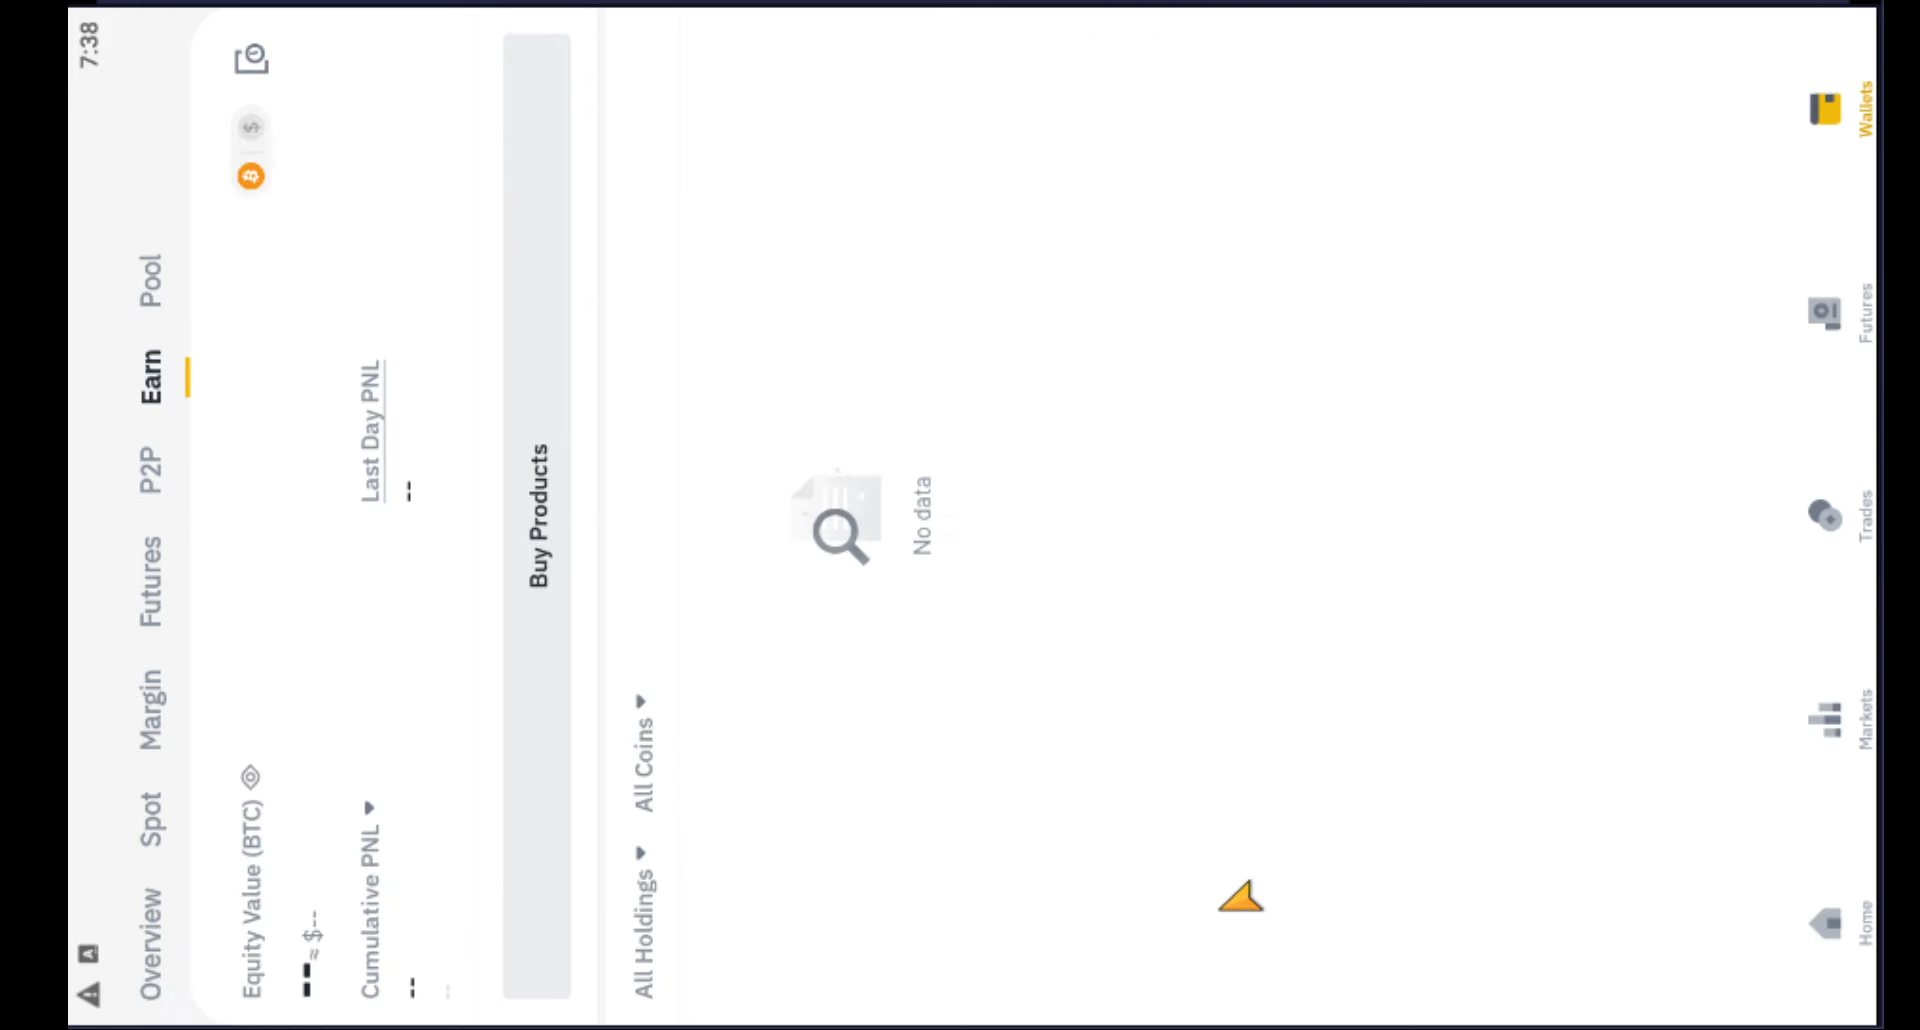 7:38
Overview Spot Margin Futures P2P Earn Pool
Equity Value (BTC)
-- ≈ $--
Cumulative PNL
--
Last Day PNL
--
Buy Products
All Holdings All Coins
No data
Home Markets Trades Futures Wallets